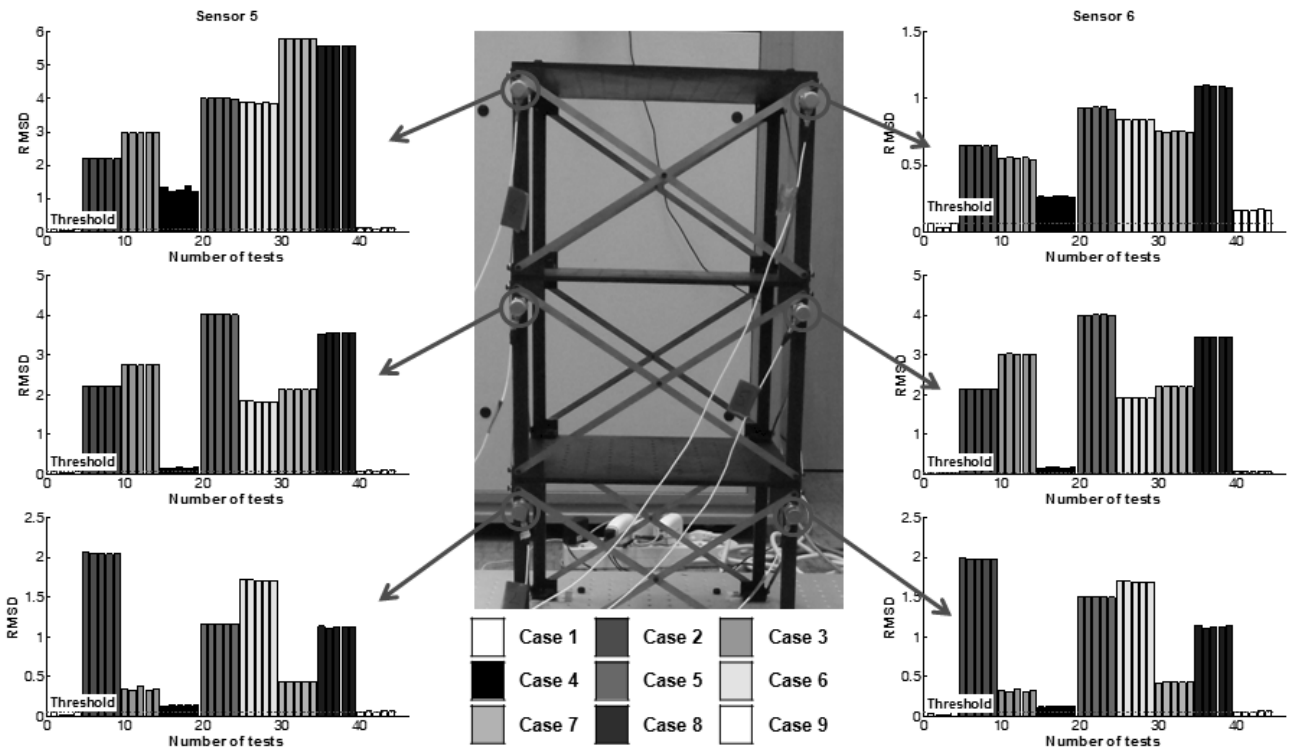 Sensor 5
6
5
4
3
2
1
0
RMSD
Threshold
0 10 20 30 40
Number of tests
5
4
3
2
1
0
RMSD
Threshold
0 10 20 30 40
Number of tests
2.5
2
1.5
1
0.5
0
RMSD
Threshold
0 10 20 30 40
Number of tests
Case 1 Case 2 Case 3
Case 4 Case 5 Case 6
Case 7 Case 8 Case 9
Sensor 6
1.5
1
0.5
0
RMSD
Threshold
0 10 20 30 40
Number of tests
5
4
3
2
1
0
RMSD
Threshold
0 10 20 30 40
Number of tests
2.5
2
1.5
1
0.5
0
RMSD
Threshold
0 10 20 30 40
Number of tests